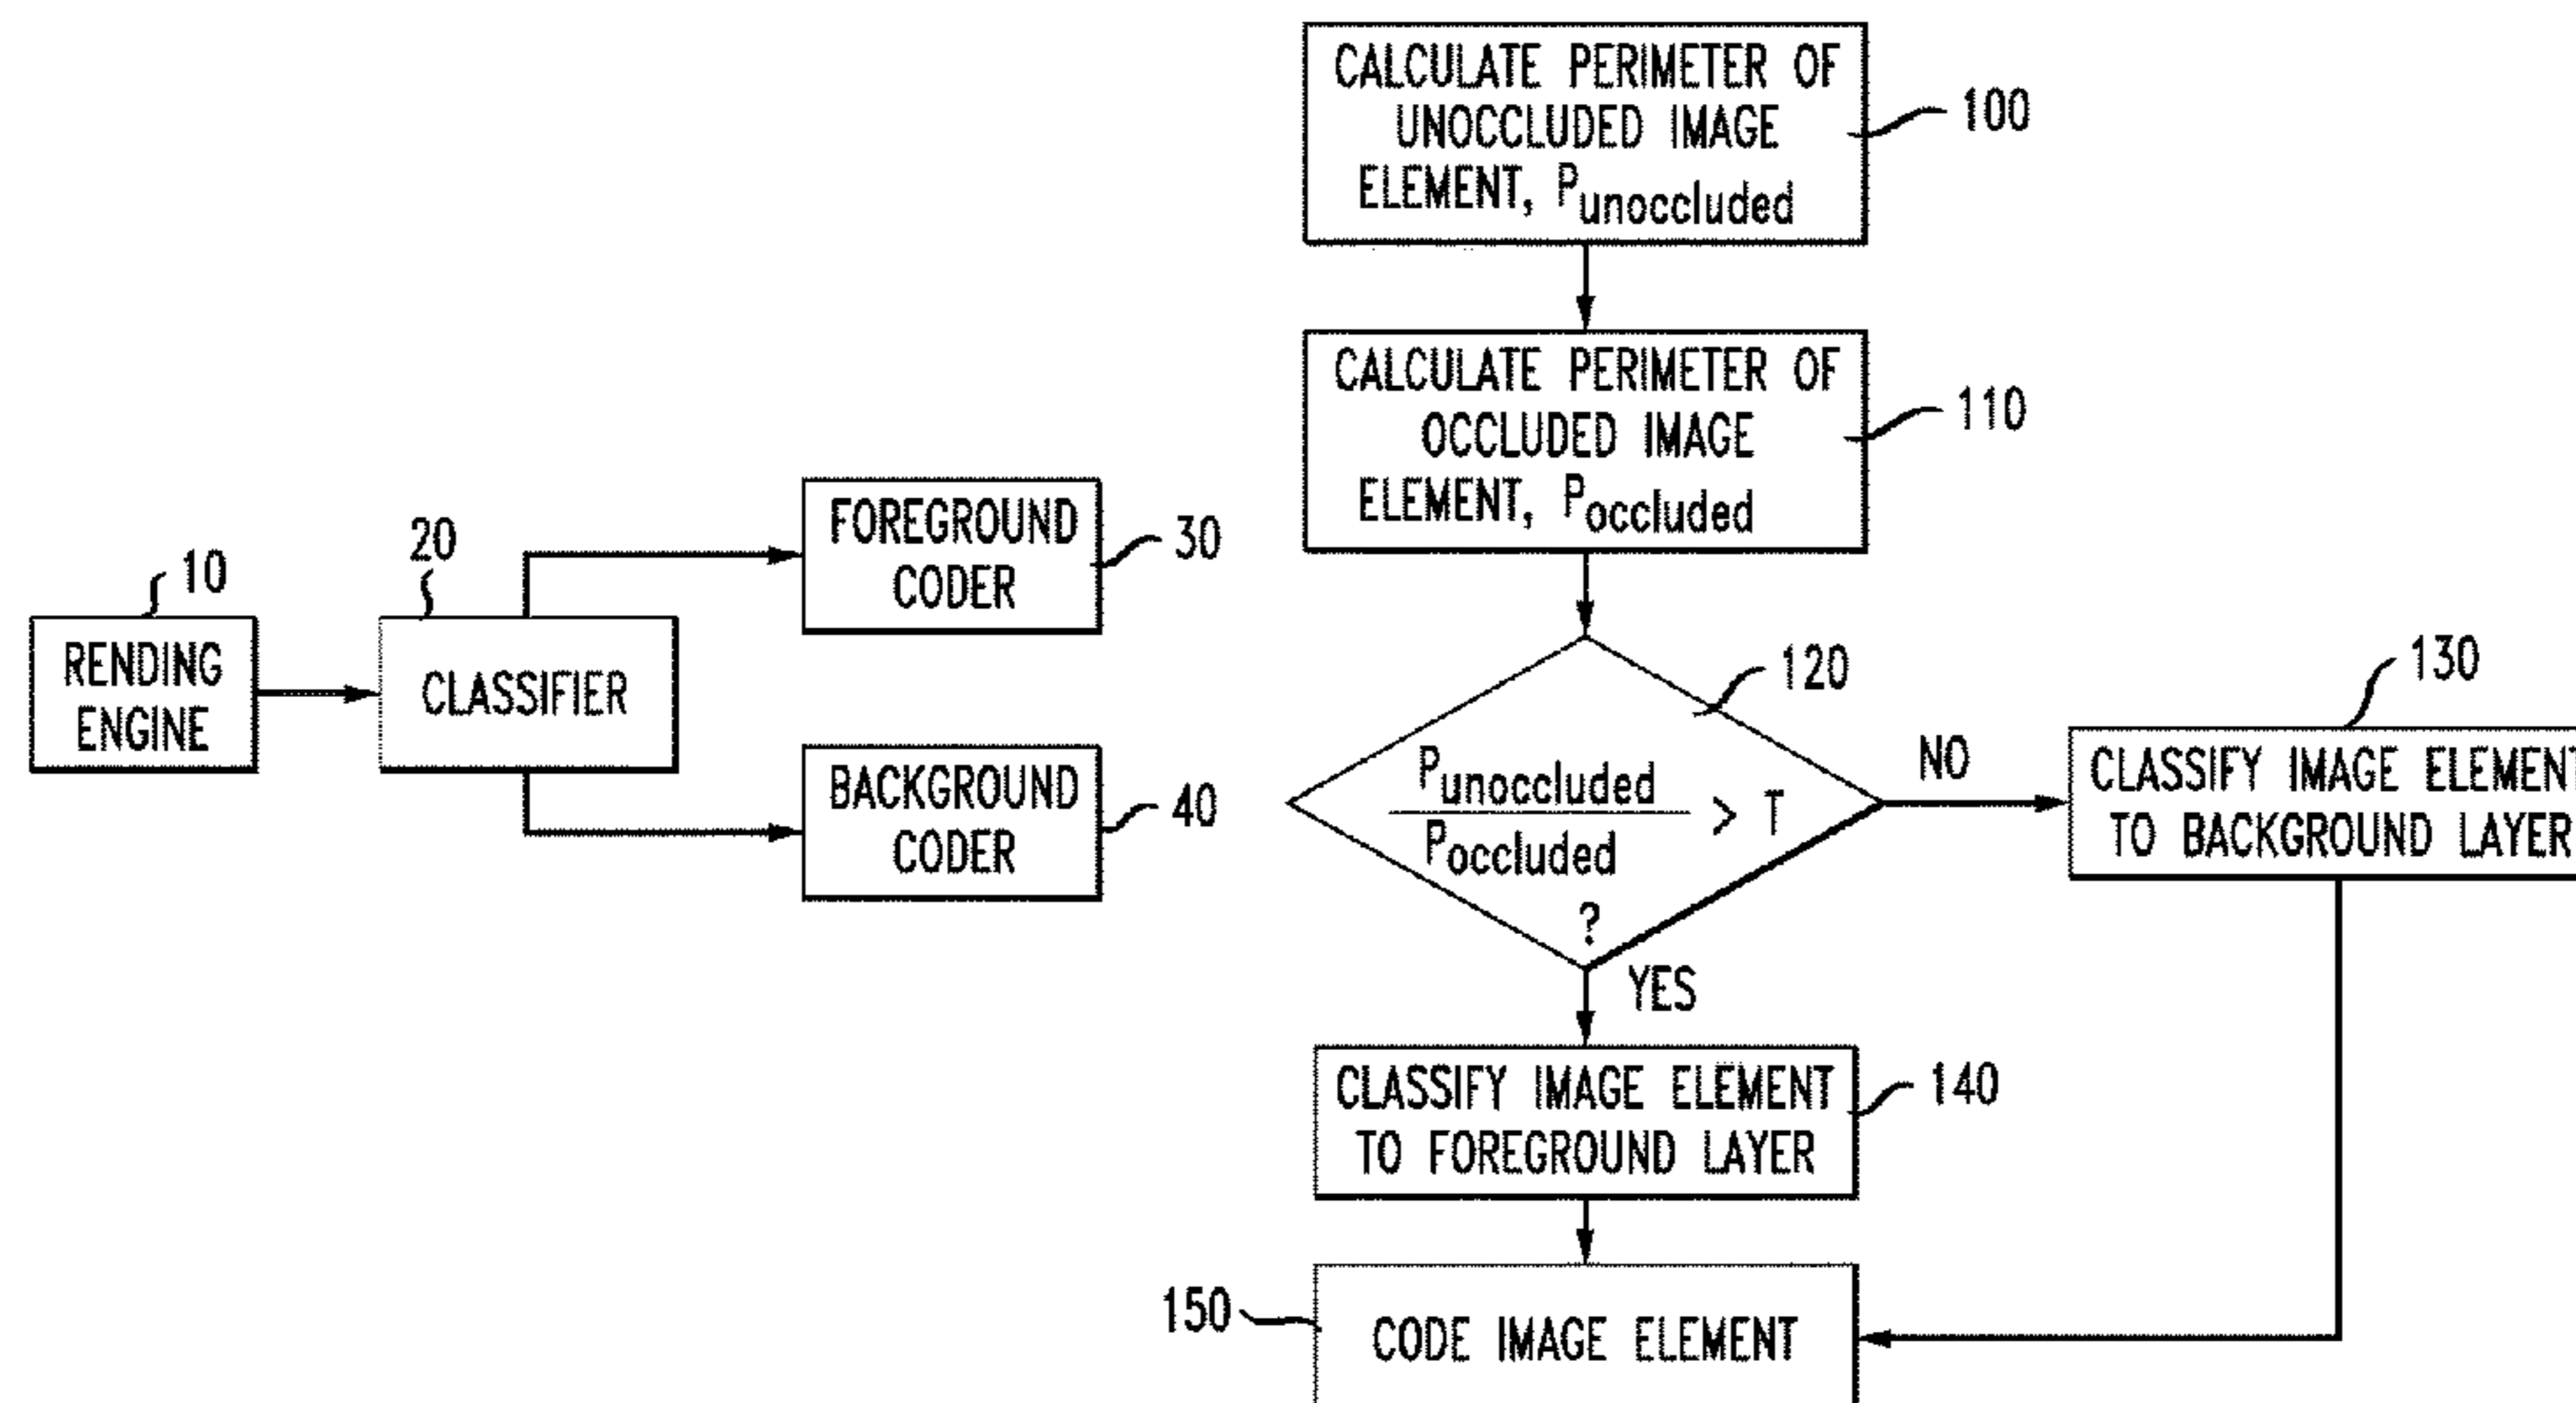 10
RENDING
ENGINE
20
CLASSIFIER
FOREGROUND
CODER
30
BACKGROUND
CODER
40
CALCULATE PERIMETER OF
UNOCCLUDED IMAGE
ELEMENT, Punoccluded
100
CALCULATE PERIMETER OF
OCCLUDED IMAGE
ELEMENT, Poccluded
110
120
Punoccluded
> T
Poccluded
?
NO
YES
130
CLASSIFY IMAGE ELEMENT
TO BACKGROUND LAYER
CLASSIFY IMAGE ELEMENT
TO FOREGROUND LAYER
140
150
CODE IMAGE ELEMENT